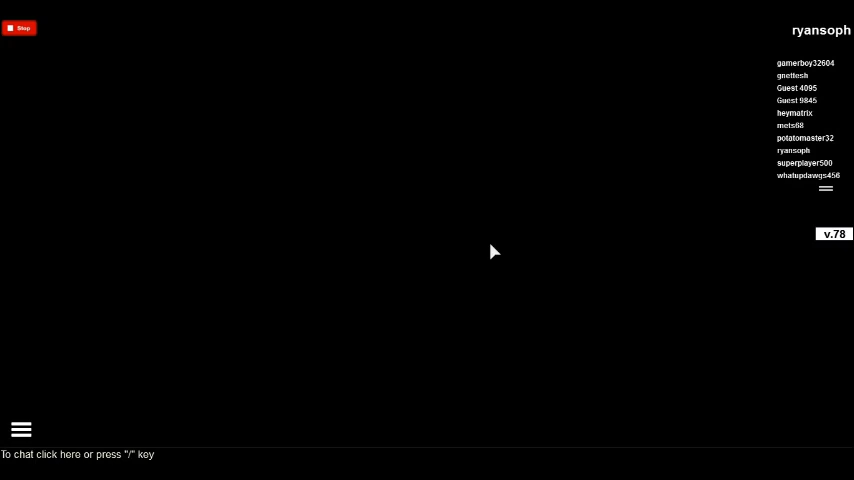 Stop
ryansoph
gamerboy32604
gnettesh
Guest 4095
Guest 9845
heymatrix
mets68
potatomaster32
ryansoph
superplayer500
whatupdawgs456
v.78
To chat click here or press "/" key